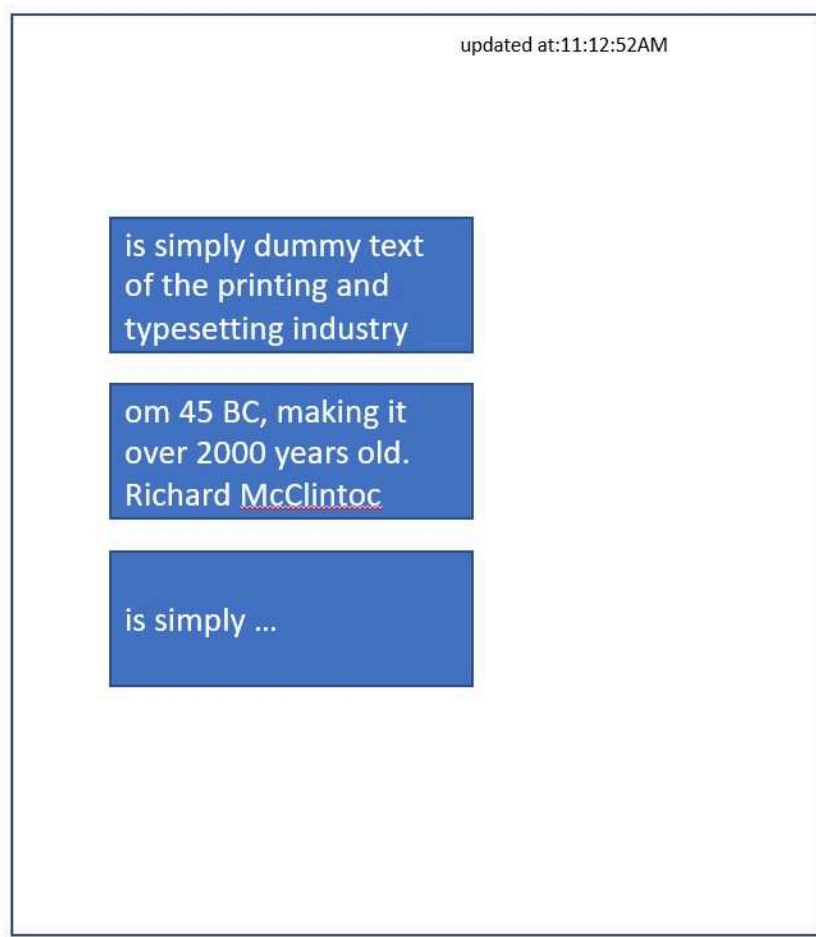 updated at:11:12:52AM
is simply dummy text
of the printing and
typesetting industry
om 45 BC, making it
over 2000 years old.
Richard McClintoc
is simply …